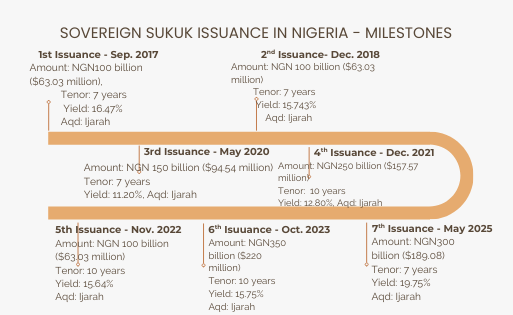 SOVEREIGN SUKUK ISSUANCE IN NIGERIA - MILESTONES
1st Issuance - Sep. 2017
Amount: NGN100 billion
($63.03 million),
Tenor: 7 years
Yield: 16.47%
Aqd: Ijarah
2nd Issuance- Dec. 2018
Amount: NGN 100 billion ($63.03
million)
Tenor: 7 years
Yield: 15.743%
Aqd: Ijarah
3rd Issuance - May 2020
Amount: NGN 150 billion ($94.54 million)
Tenor: 7 years
Yield: 11.20%, Aqd: Ijarah
4th Issuance - Dec. 2021
Amount: NGN250 billion ($157.57
million)
Tenor: 10 years
Yield: 12.80%, Aqd: Ijarah
5th Issuance - Nov. 2022
Amount: NGN 100 billion
($63.03 million)
Tenor: 10 years
Yield: 15.64%
Aqd: Ijarah
6th Isuuance - Oct. 2023
Amount: NGN350
billion ($220
million)
Tenor: 10 years
Yield: 15.75%
Aqd: Ijarah
7th Issuance - May 2025
Amount: NGN300
billion ($189.08)
Tenor: 7 years
Yield: 19.75%
Aqd: Ijarah